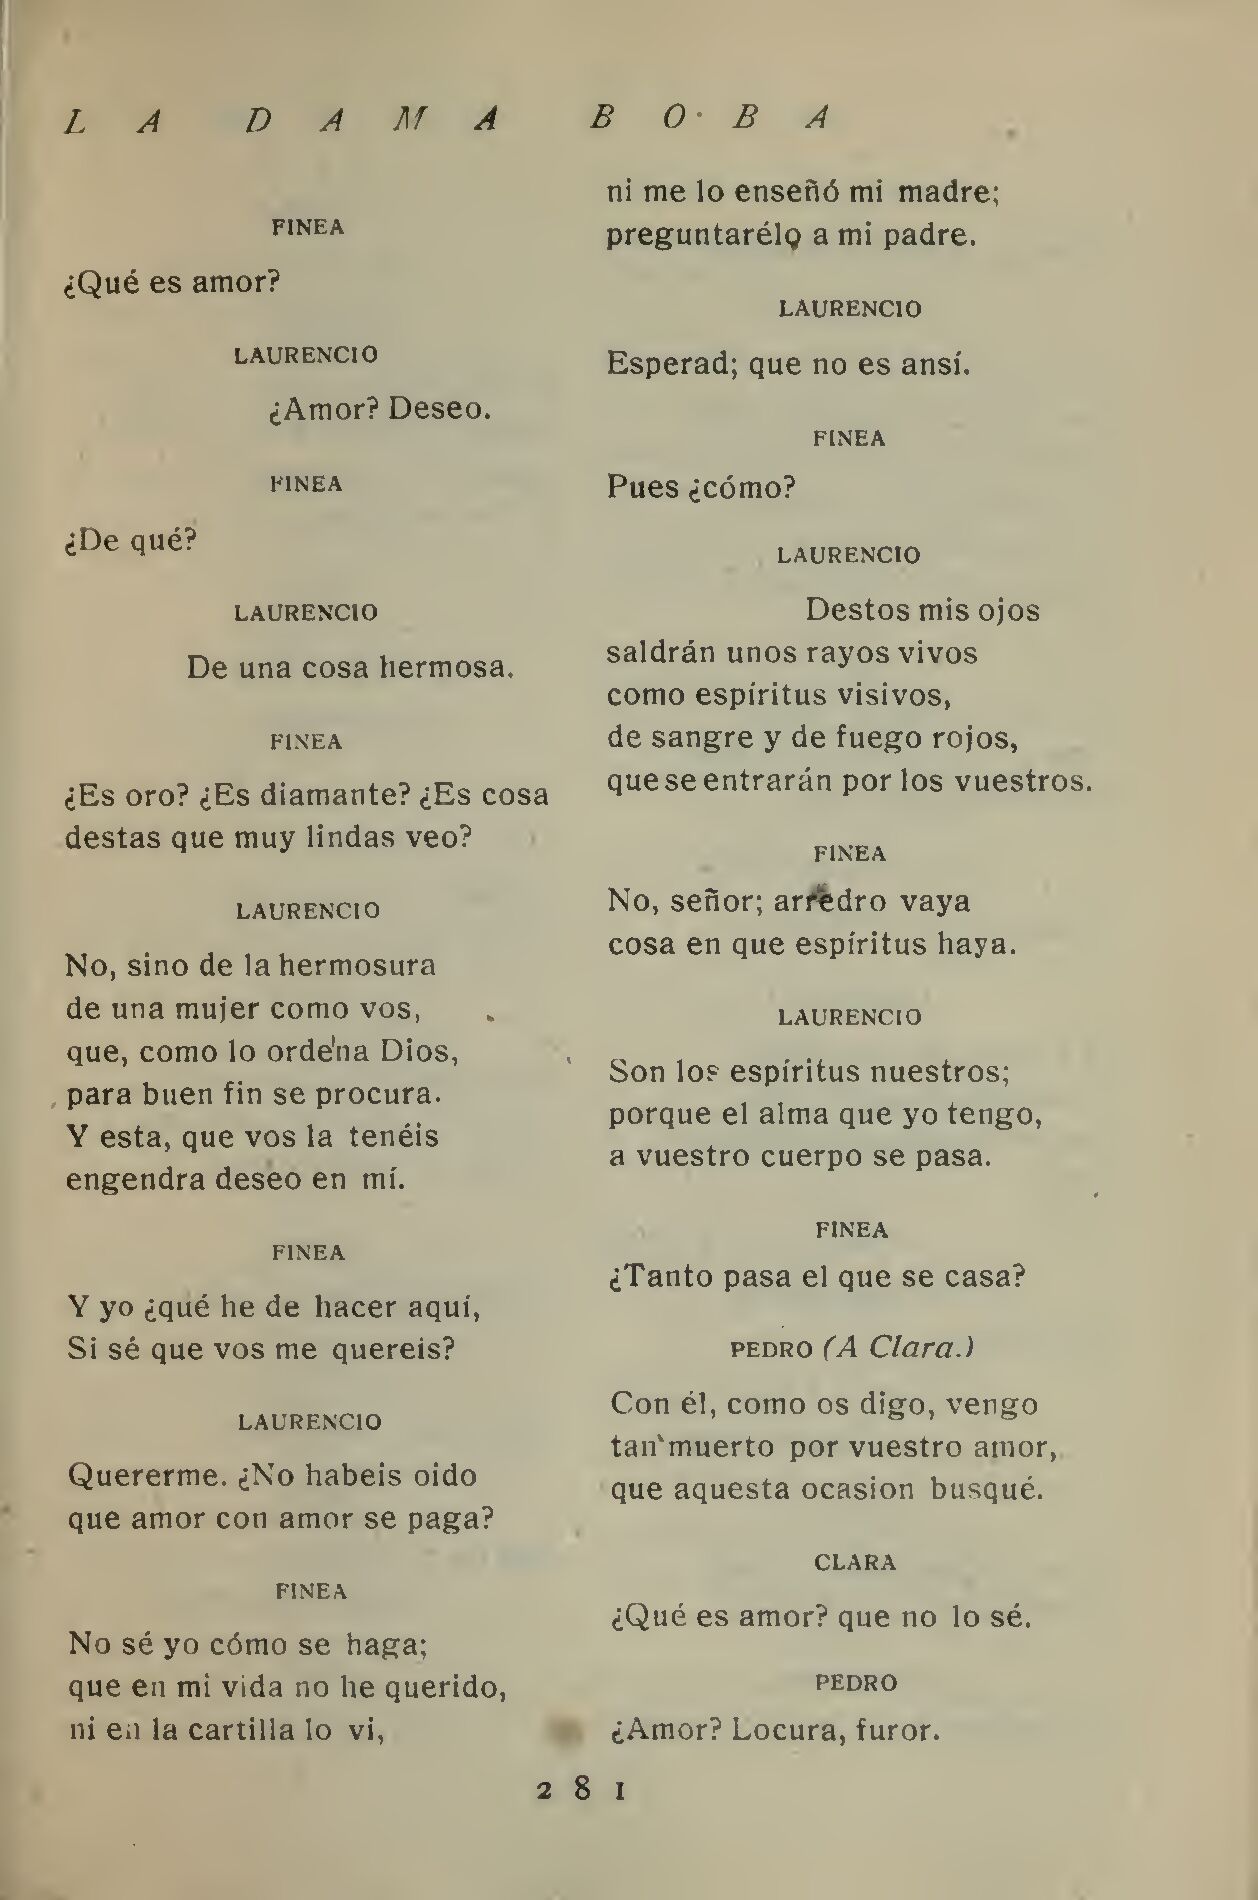 LA DAMA BOBA
FINEA
¿Qué es amor?
LAURENCIO
¿Amor? Deseo.
FINEA
¿De qué?
LAURENCIO
De una cosa hermosa.
FINEA
¿Es oro? ¿Es diamante? ¿Es cosa
destas que muy lindas veo?
LAURENCIO
No, sino de la hermosura
de una mujer como vos,
que, como lo ordena Dios,
para buen fin se procura.
Y esta, que vos la tenéis
engendra deseo en mí.
FINEA
Y yo ¿qué he de hacer aquí,
Si sé que vos me quereis?
LAURENCIO
Quererme. ¿No habeis oido
que amor con amor se paga?
FINEA
No sé yo cómo se haga;
que en mi vida no he querido,
ni en la cartilla lo vi,
ni me lo enseñó mi madre;
preguntarélo a mi padre.
LAURENCIO
Esperad; que no es ansí.
FINEA
Pues ¿cómo?
LAURENCIO
Destos mis ojos
saldrán unos rayos vivos
como espíritus visivos,
de sangre y de fuego rojos,
que se entrarán por los vuestros.
FINEA
No, señor; arredro vaya
cosa en que espíritus haya.
LAURENCIO
Son los espíritus nuestros;
porque el alma que yo tengo,
a vuestro cuerpo se pasa.
FINEA
¿Tanto pasa el que se casa?
PEDRO (A Clara.)
Con él, como os digo, vengo
tan muerto por vuestro amor,
que aquesta ocasion busqué.
CLARA
¿Qué es amor? que no lo sé.
PEDRO
¿Amor? Locura, furor.
281